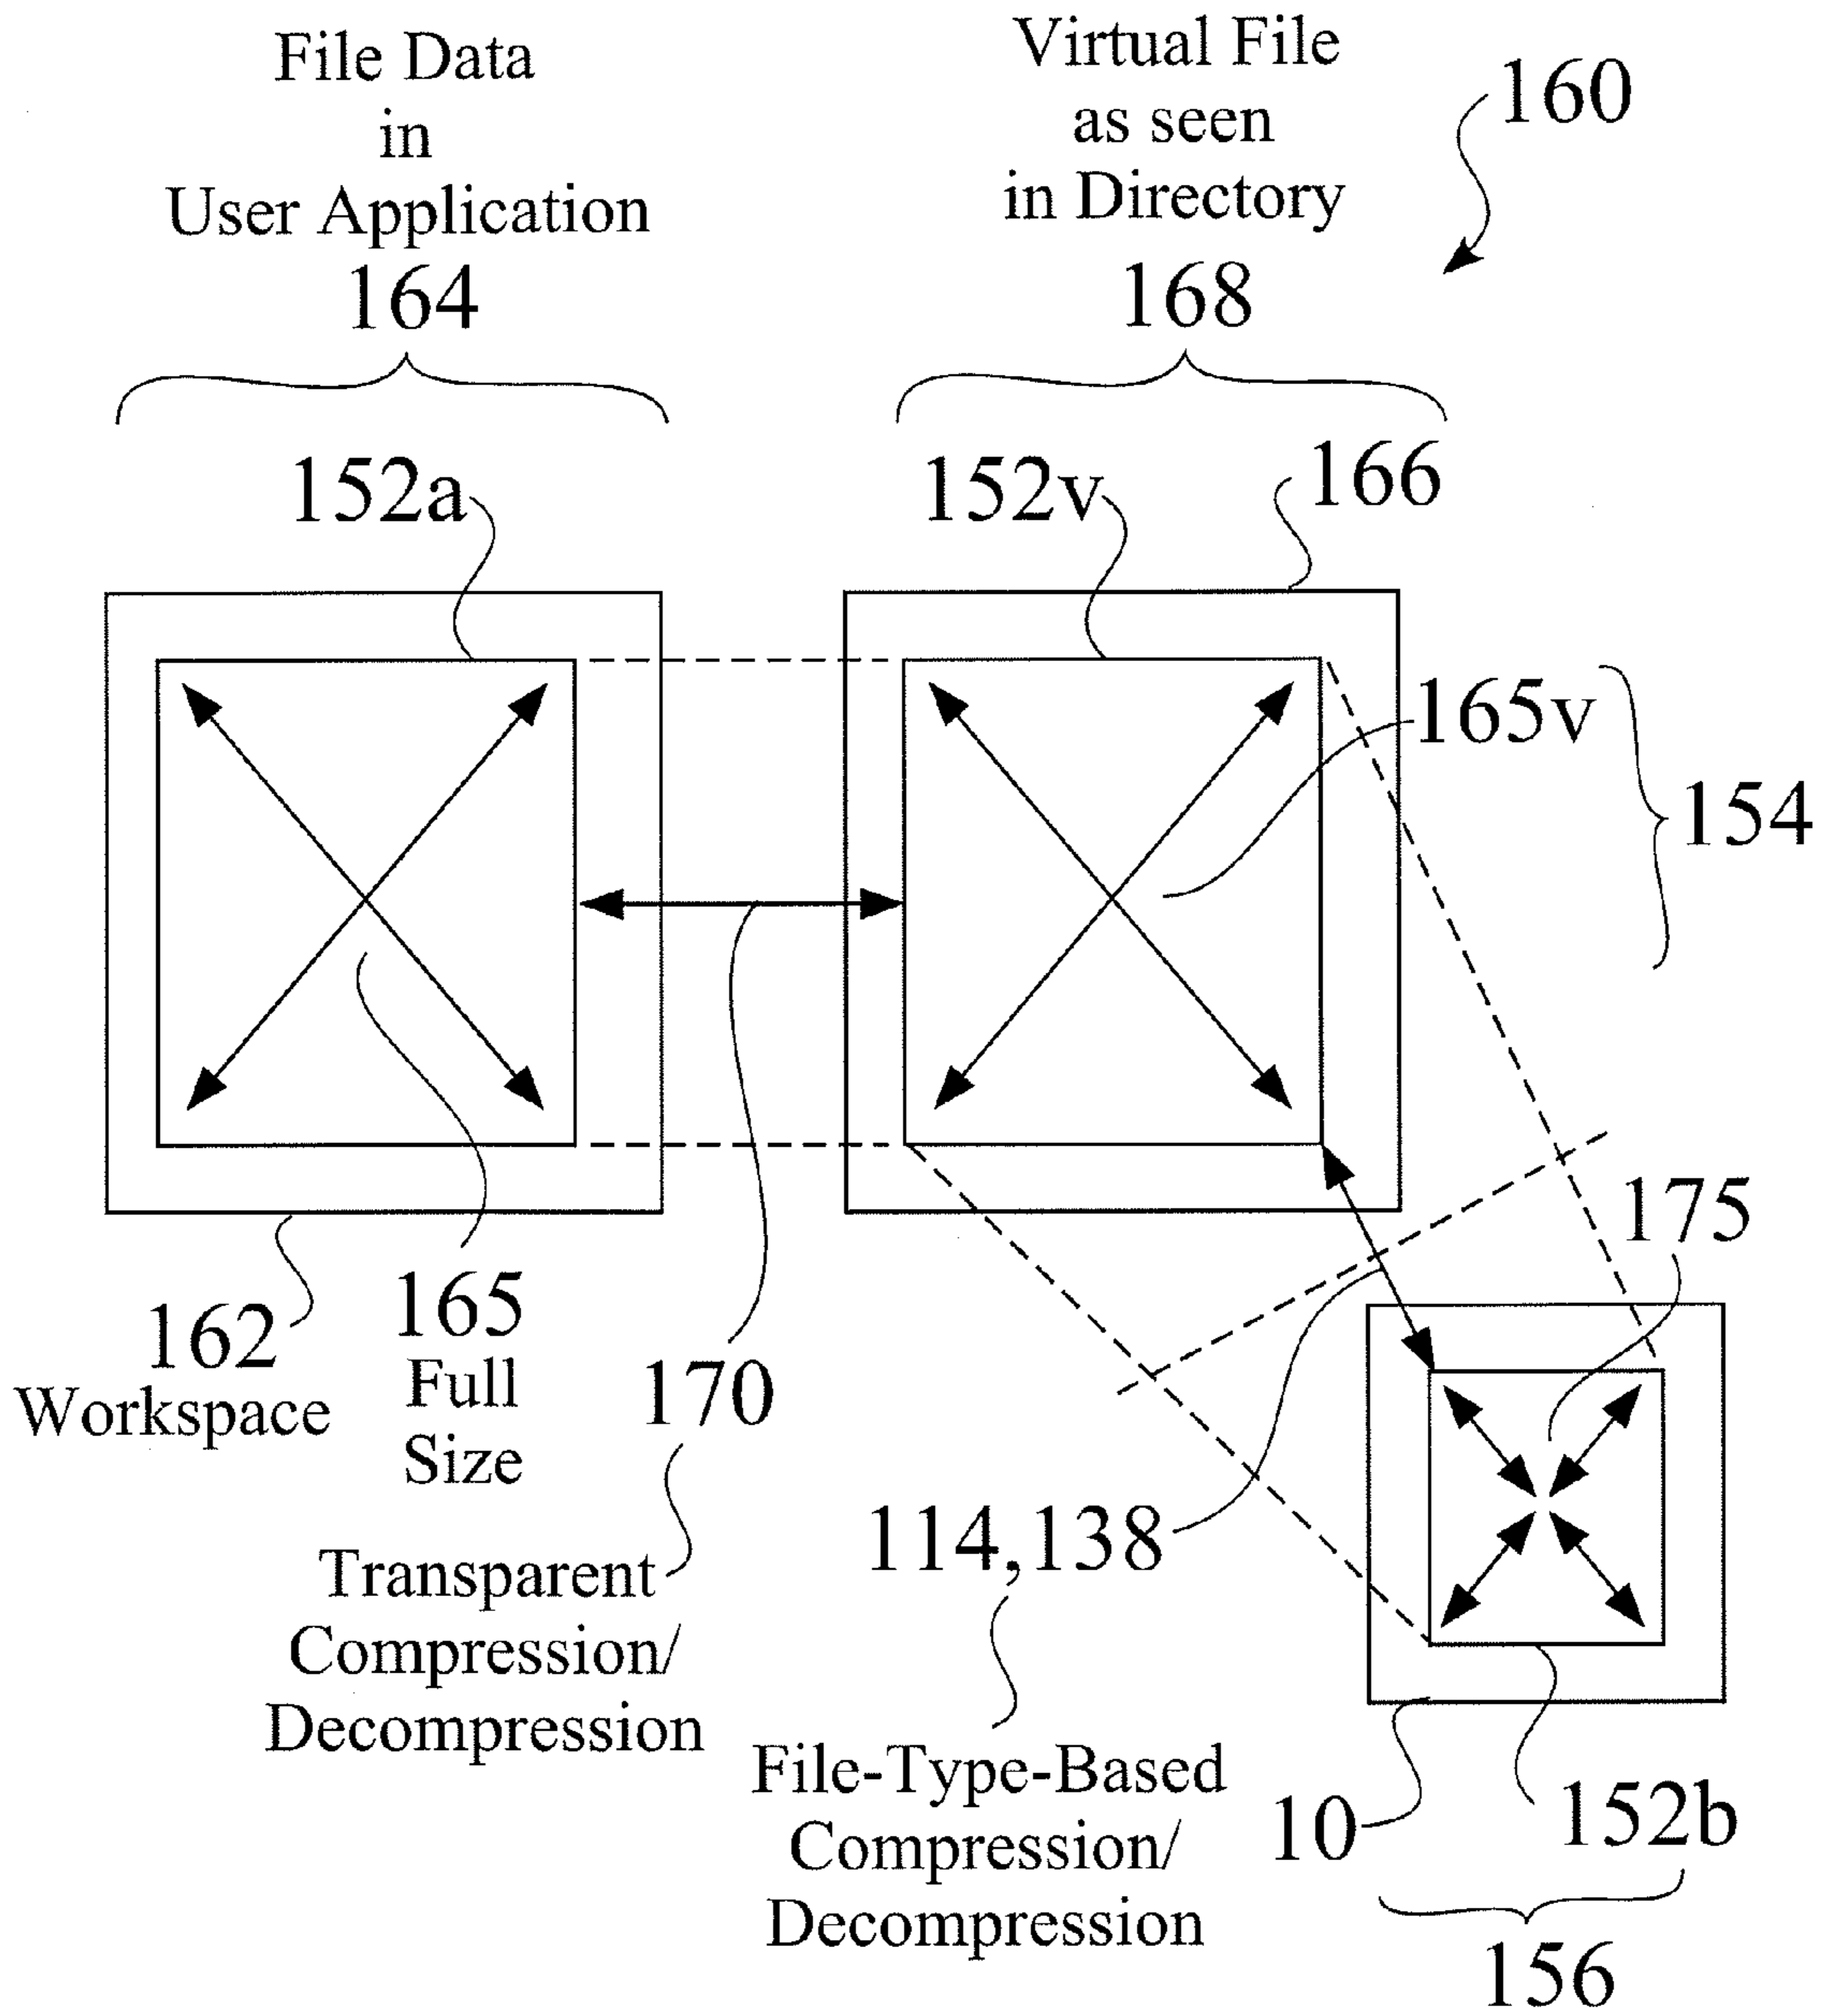 File Data
in
User Application
164
Virtual File
as seen
in Directory
168
160
152a
152v
166
165v
154
175
162
Workspace
165
Full
Size
170
Transparent
Compression/
Decompression
114,138
File-Type-Based
Compression/
Decompression
10
152b
156